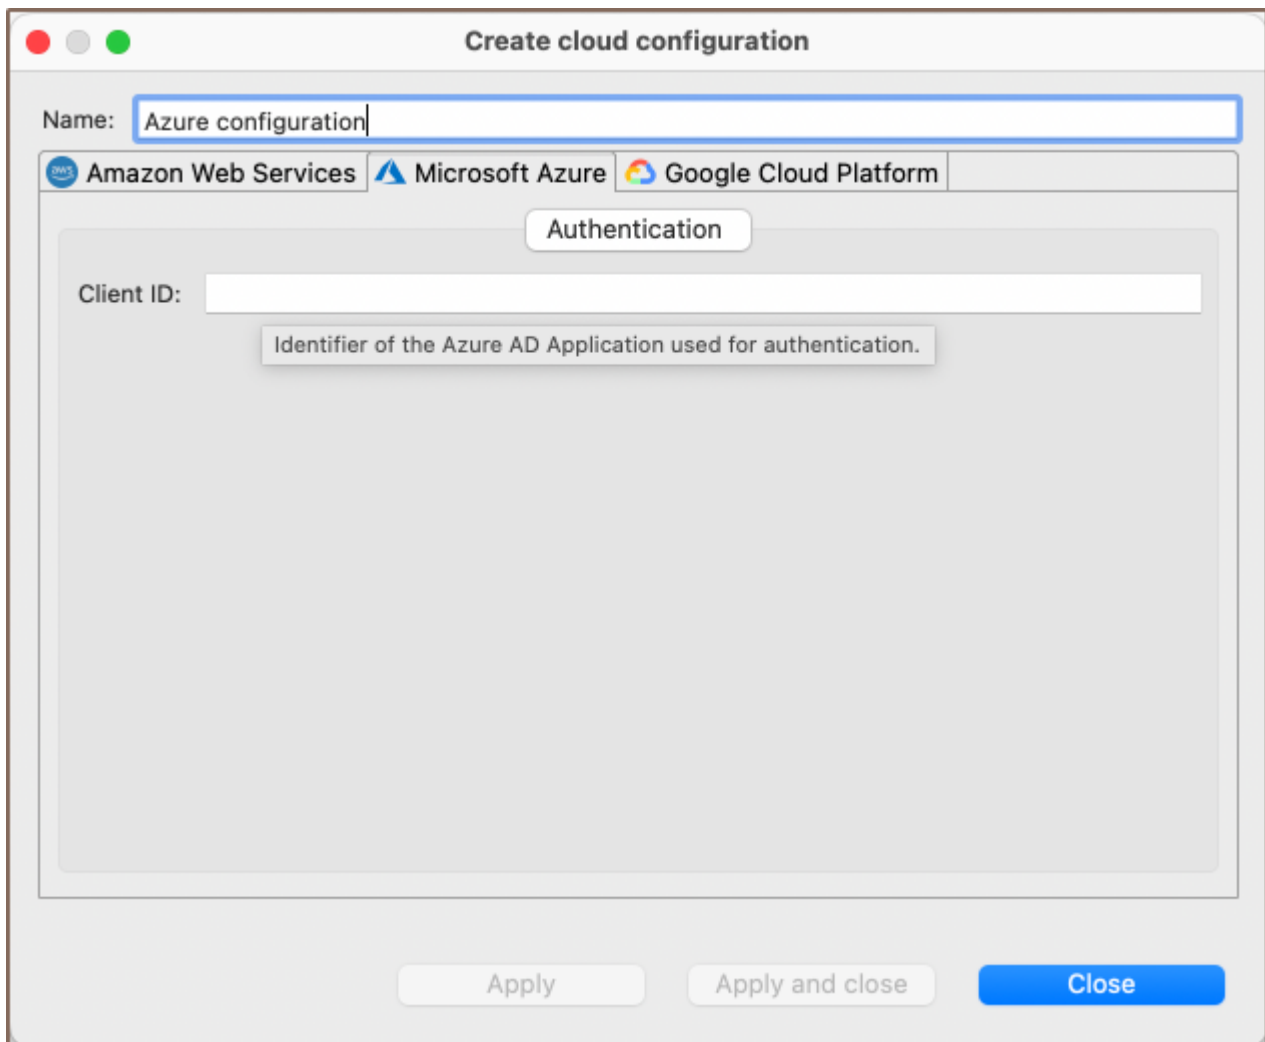 Create cloud configuration
Name: Azure configuration
aws Amazon Web Services Microsoft Azure Google Cloud Platform
Authentication
Client ID:
Identifier of the Azure AD Application used for authentication.
Apply Apply and close Close